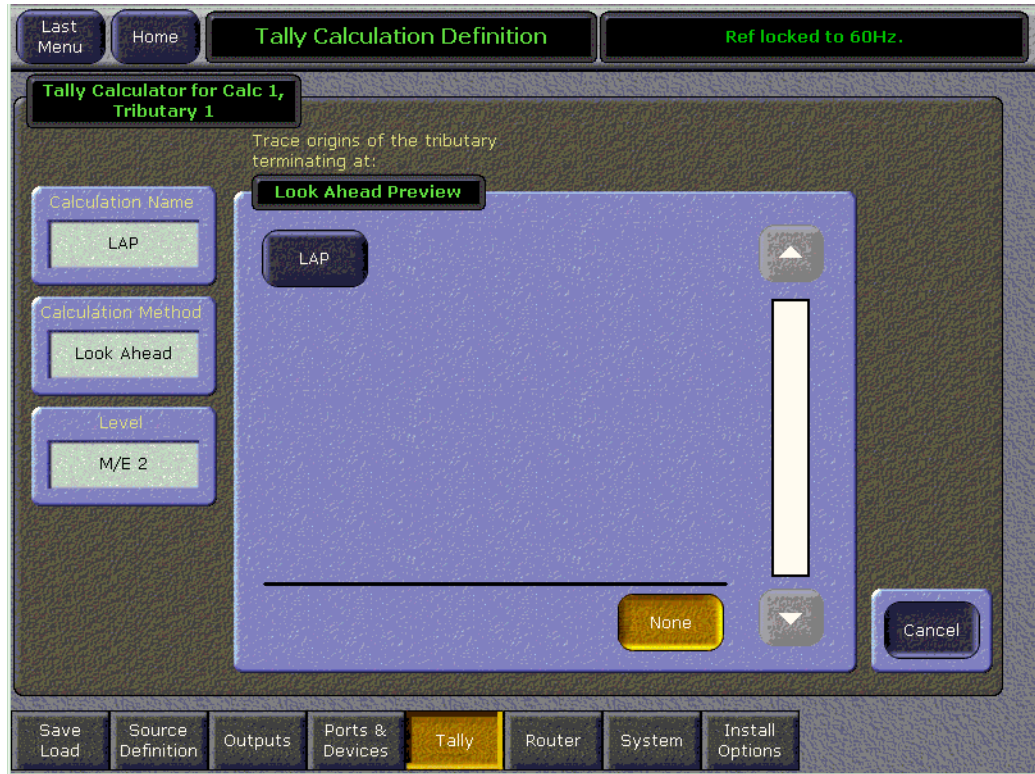 Last
Menu
Home
Tally Calculation Definition
Ref locked to 60Hz.
Tally Calculator for Calc 1,
Tributary 1
Trace origins of the tributary
terminating at:
Look Ahead Preview
Calculation Name
LAP
Calculation Method
Look Ahead
Level
M/E 2
LAP
None
Cancel
Save
Load
Source
Definition
Outputs
Ports &
Devices
Tally
Router
System
Install
Options